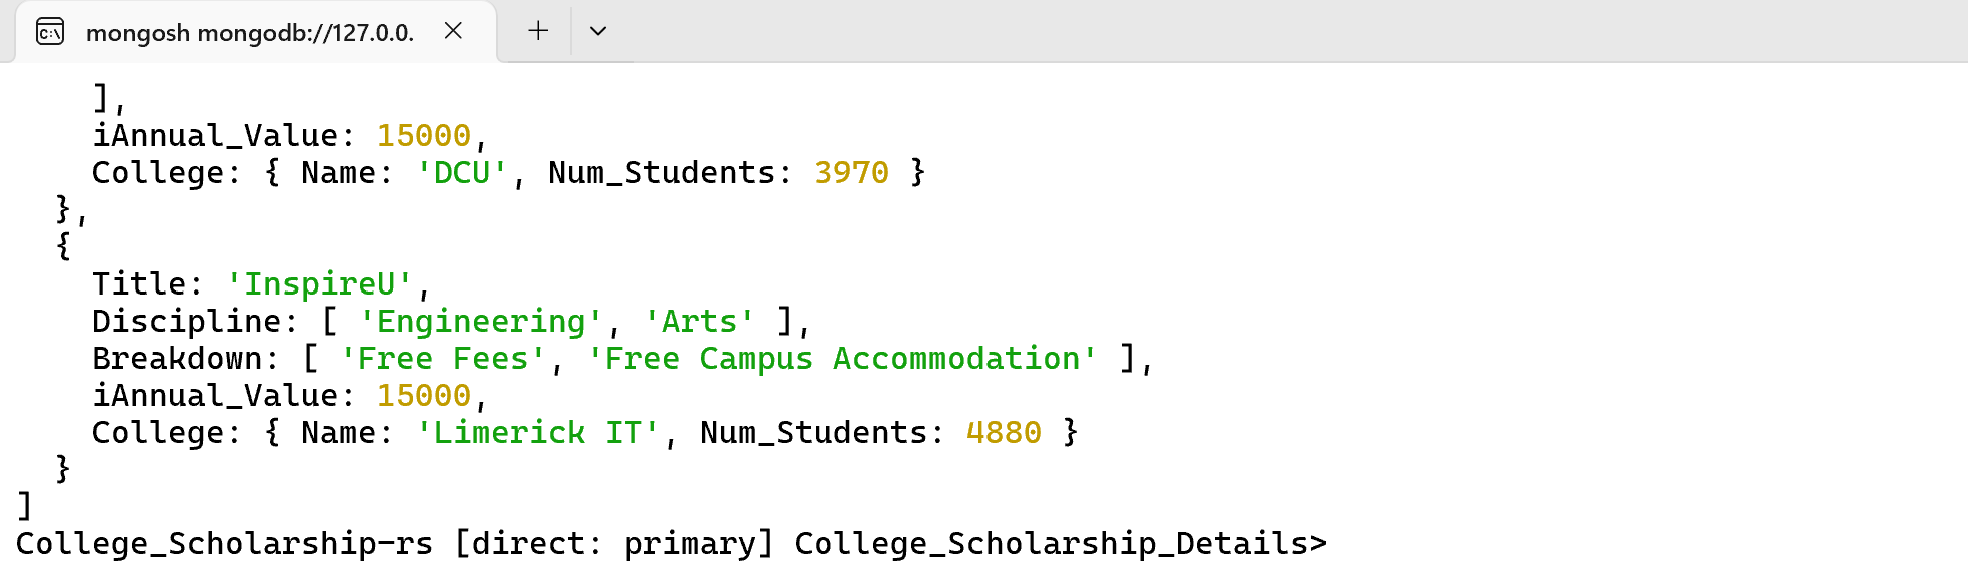 mongosh mongodb://127.0.0.
],
iAnnual_Value: 15000,
College: { Name: 'DCU', Num_Students: 3970 }
},
{
Title: 'InspireU',
Discipline: [ 'Engineering', 'Arts' ],
Breakdown: [ 'Free Fees', 'Free Campus Accommodation' ],
iAnnual_Value: 15000,
College: { Name: 'Limerick IT', Num_Students: 4880 }
}
]
College_Scholarship-rs [direct: primary] College_Scholarship_Details>